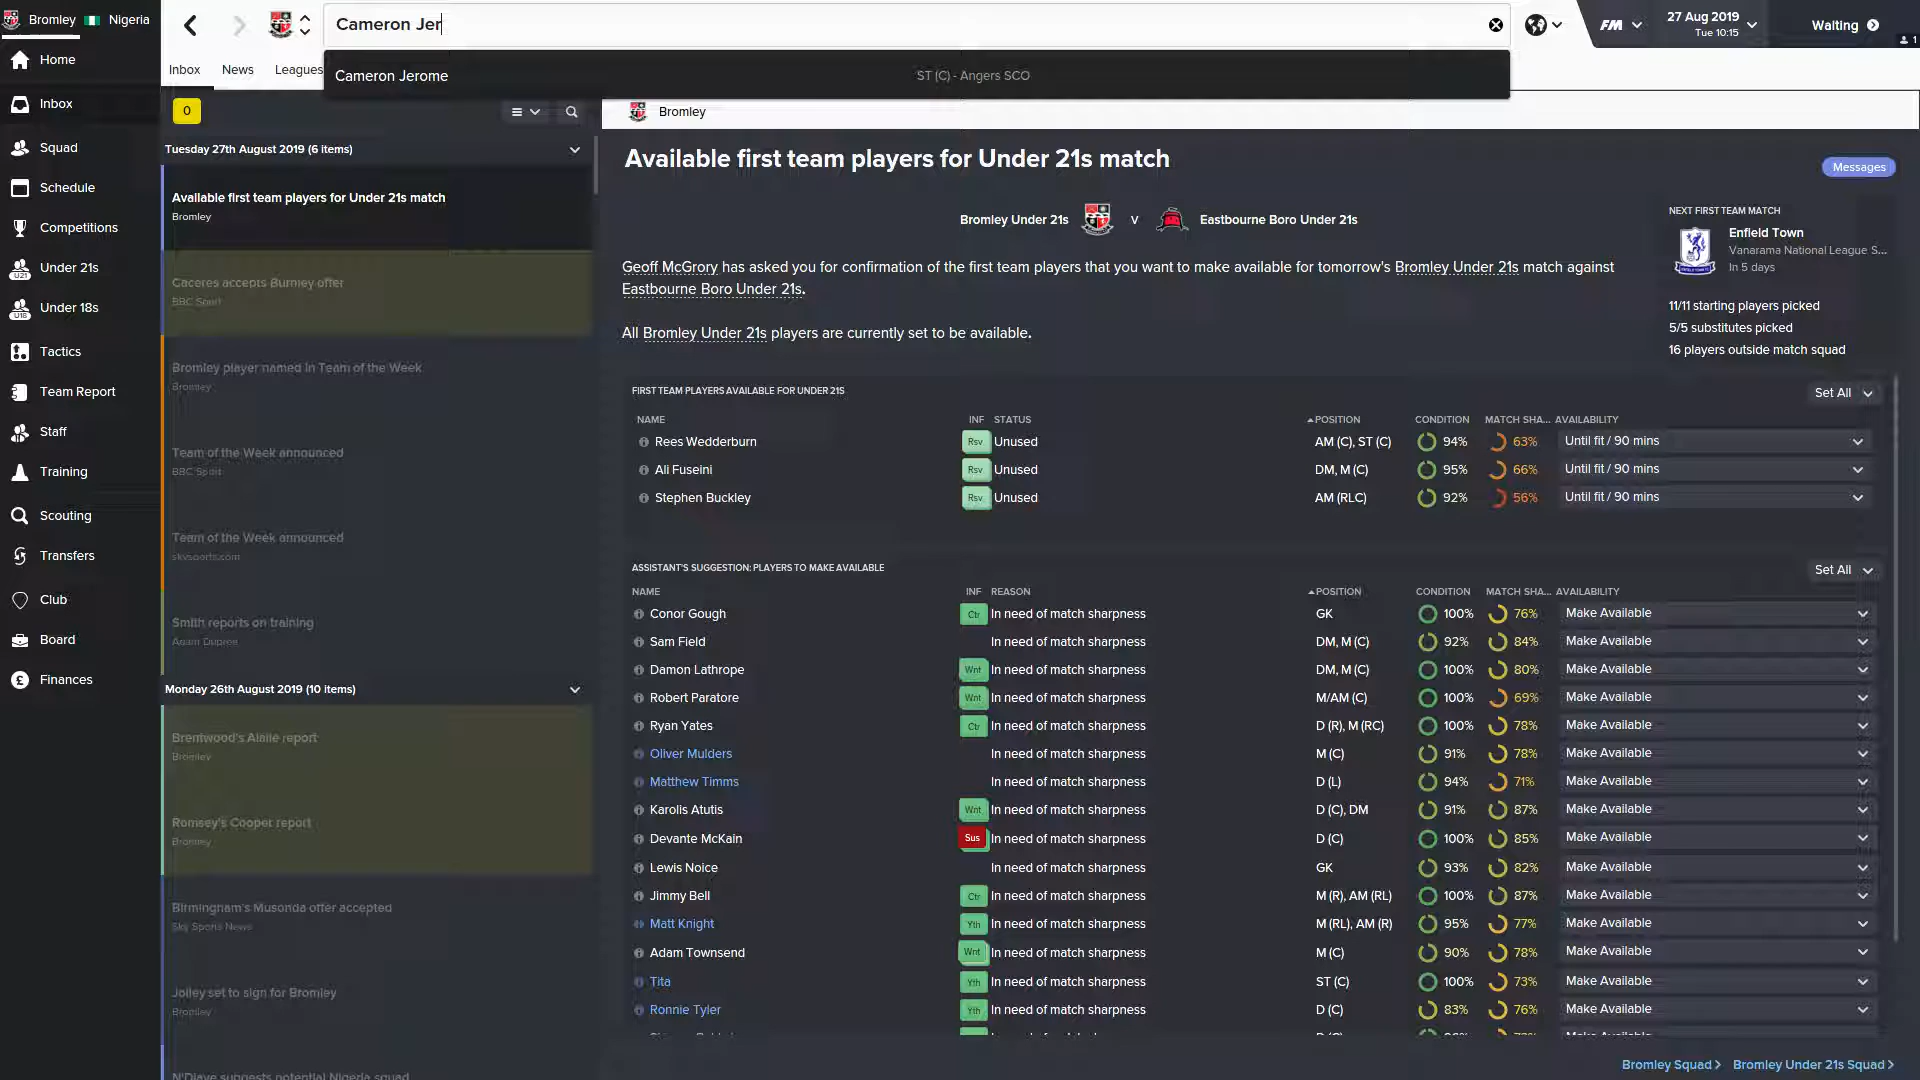 Bromley Nigeria
Cameron Jer
FM
27 Aug 2019
Tue 10:15
Waiting
1
Cameron Jerome ST (C) - Angers SCO
Inbox News Leagues
Home
Inbox
Squad
Schedule
Competitions
Under 21s
Under 18s
Tactics
Team Report
Staff
Training
Scouting
Transfers
Club
Board
Finances
0
Tuesday 27th August 2019 (6 items)
Available first team players for Under 21s match
Bromley
Caceres accepts Burnley offer
BBC Sport
Bromley player named in Team of the Week
Bromley
Team of the Week announced
BBC Sport
Team of the Week announced
skysports.com
Smith reports on training
Adam Dupree
Monday 26th August 2019 (10 items)
Brentwood's Alaile report
Bromley
Romsey's Cooper report
Bromley
Birmingham's Musonda offer accepted
Sky Sports News
Jolley set to sign for Bromley
Bromley
N'Diaye suggests potential Nigeria squad
Bromley
Available first team players for Under 21s match
Messages
Bromley Under 21s v Eastbourne Boro Under 21s
Geoff McGrory has asked you for confirmation of the first team players that you want to make available for tomorrow's Bromley Under 21s match against
Eastbourne Boro Under 21s.
All Bromley Under 21s players are currently set to be available.
NEXT FIRST TEAM MATCH
Enfield Town
Vanarama National League S...
In 5 days
11/11 starting players picked
5/5 substitutes picked
16 players outside match squad
FIRST TEAM PLAYERS AVAILABLE FOR UNDER 21S Set All
NAME INF STATUS POSITION CONDITION MATCH SHA... AVAILABILITY
Rees Wedderburn Rsv Unused AM (C), ST (C) 94% 63% Until fit / 90 mins
Ali Fuseini Rsv Unused DM, M (C) 95% 66% Until fit / 90 mins
Stephen Buckley Rsv Unused AM (RLC) 92% 56% Until fit / 90 mins
ASSISTANT'S SUGGESTION: PLAYERS TO MAKE AVAILABLE Set All
NAME INF REASON POSITION CONDITION MATCH SHA... AVAILABILITY
Conor Gough Ctr In need of match sharpness GK 100% 76% Make Available
Sam Field In need of match sharpness DM, M (C) 92% 84% Make Available
Damon Lathrope Wnt In need of match sharpness DM, M (C) 100% 80% Make Available
Robert Paratore Wnt In need of match sharpness M/AM (C) 100% 69% Make Available
Ryan Yates Ctr In need of match sharpness D (R), M (RC) 100% 78% Make Available
Oliver Mulders In need of match sharpness M (C) 91% 78% Make Available
Matthew Timms In need of match sharpness D (L) 94% 71% Make Available
Karolis Atutis Wnt In need of match sharpness D (C), DM 91% 87% Make Available
Devante McKain Sus In need of match sharpness D (C) 100% 85% Make Available
Lewis Noice In need of match sharpness GK 93% 82% Make Available
Jimmy Bell Ctr In need of match sharpness M (R), AM (RL) 100% 87% Make Available
Matt Knight Yth In need of match sharpness M (RL), AM (R) 95% 77% Make Available
Adam Townsend Wnt In need of match sharpness M (C) 90% 78% Make Available
Tita Yth In need of match sharpness ST (C) 100% 73% Make Available
Ronnie Tyler Yth In need of match sharpness D (C) 83% 76% Make Available
Bromley Squad > Bromley Under 21s Squad >